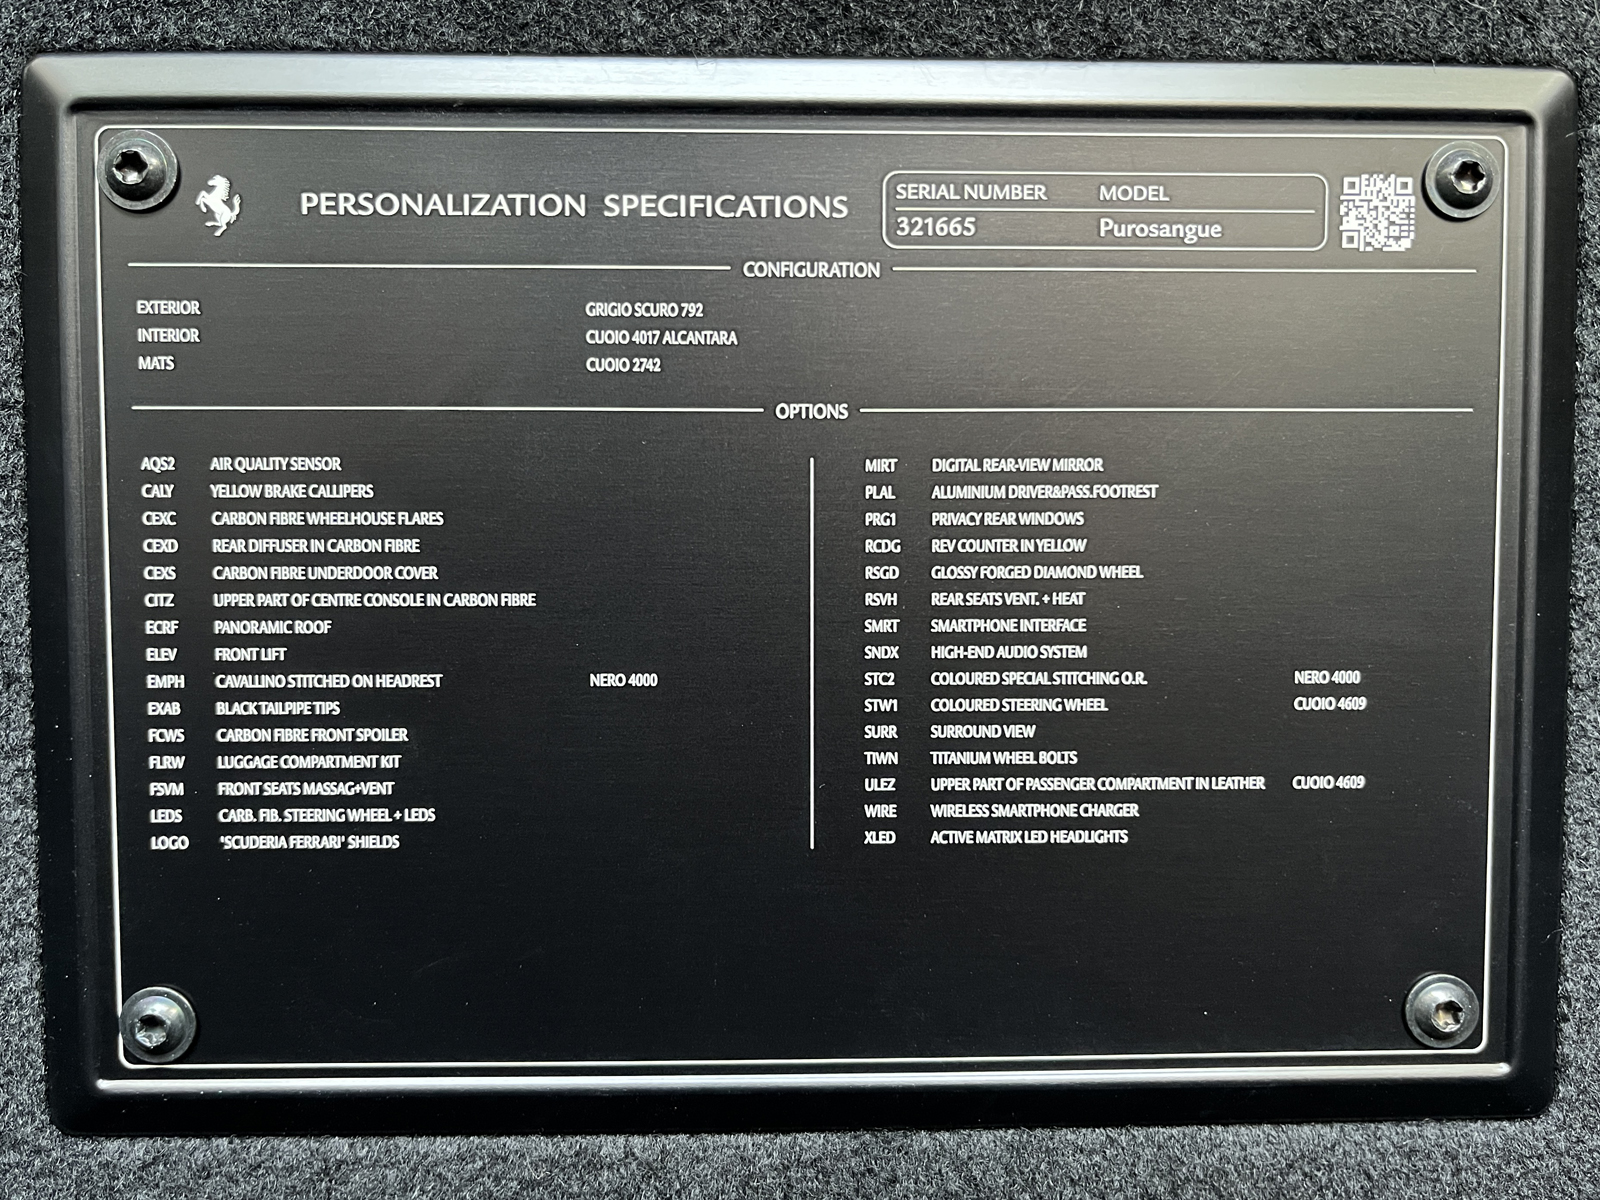 PERSONALIZATION SPECIFICATIONS
SERIAL NUMBER MODEL
321665 Purosangue
CONFIGURATION
EXTERIOR GRIGIO SCURO 792
INTERIOR CUOIO 4017 ALCANTARA
MATS CUOIO 2742
OPTIONS
AQS2 AIR QUALITY SENSOR
CALY YELLOW BRAKE CALLIPERS
CEXC CARBON FIBRE WHEELHOUSE FLARES
CEXD REAR DIFFUSER IN CARBON FIBRE
CEXS CARBON FIBRE UNDERDOOR COVER
CITZ UPPER PART OF CENTRE CONSOLE IN CARBON FIBRE
ECRF PANORAMIC ROOF
ELEV FRONT LIFT
EMPH CAVALLINO STITCHED ON HEADREST NERO 4000
EXAB BLACK TAILPIPE TIPS
FCWS CARBON FIBRE FRONT SPOILER
FLRW LUGGAGE COMPARTMENT KIT
FSVM FRONT SEATS MASSAG+VENT
LEDS CARB. FIB. STEERING WHEEL + LEDS
LOGO "SCUDERIA FERRARI" SHIELDS
MIRT DIGITAL REAR-VIEW MIRROR
PLAL ALUMINIUM DRIVER&PASS.FOOTREST
PRG1 PRIVACY REAR WINDOWS
RCDG REV COUNTER IN YELLOW
RSGD GLOSSY FORGED DIAMOND WHEEL
RSVH REAR SEATS VENT. + HEAT
SMRT SMARTPHONE INTERFACE
SNDX HIGH-END AUDIO SYSTEM
STC2 COLOURED SPECIAL STITCHING O.R. NERO 4000
STW1 COLOURED STEERING WHEEL CUOIO 4609
SURR SURROUND VIEW
TIWN TITANIUM WHEEL BOLTS
ULEZ UPPER PART OF PASSENGER COMPARTMENT IN LEATHER CUOIO 4609
WIRE WIRELESS SMARTPHONE CHARGER
XLED ACTIVE MATRIX LED HEADLIGHTS